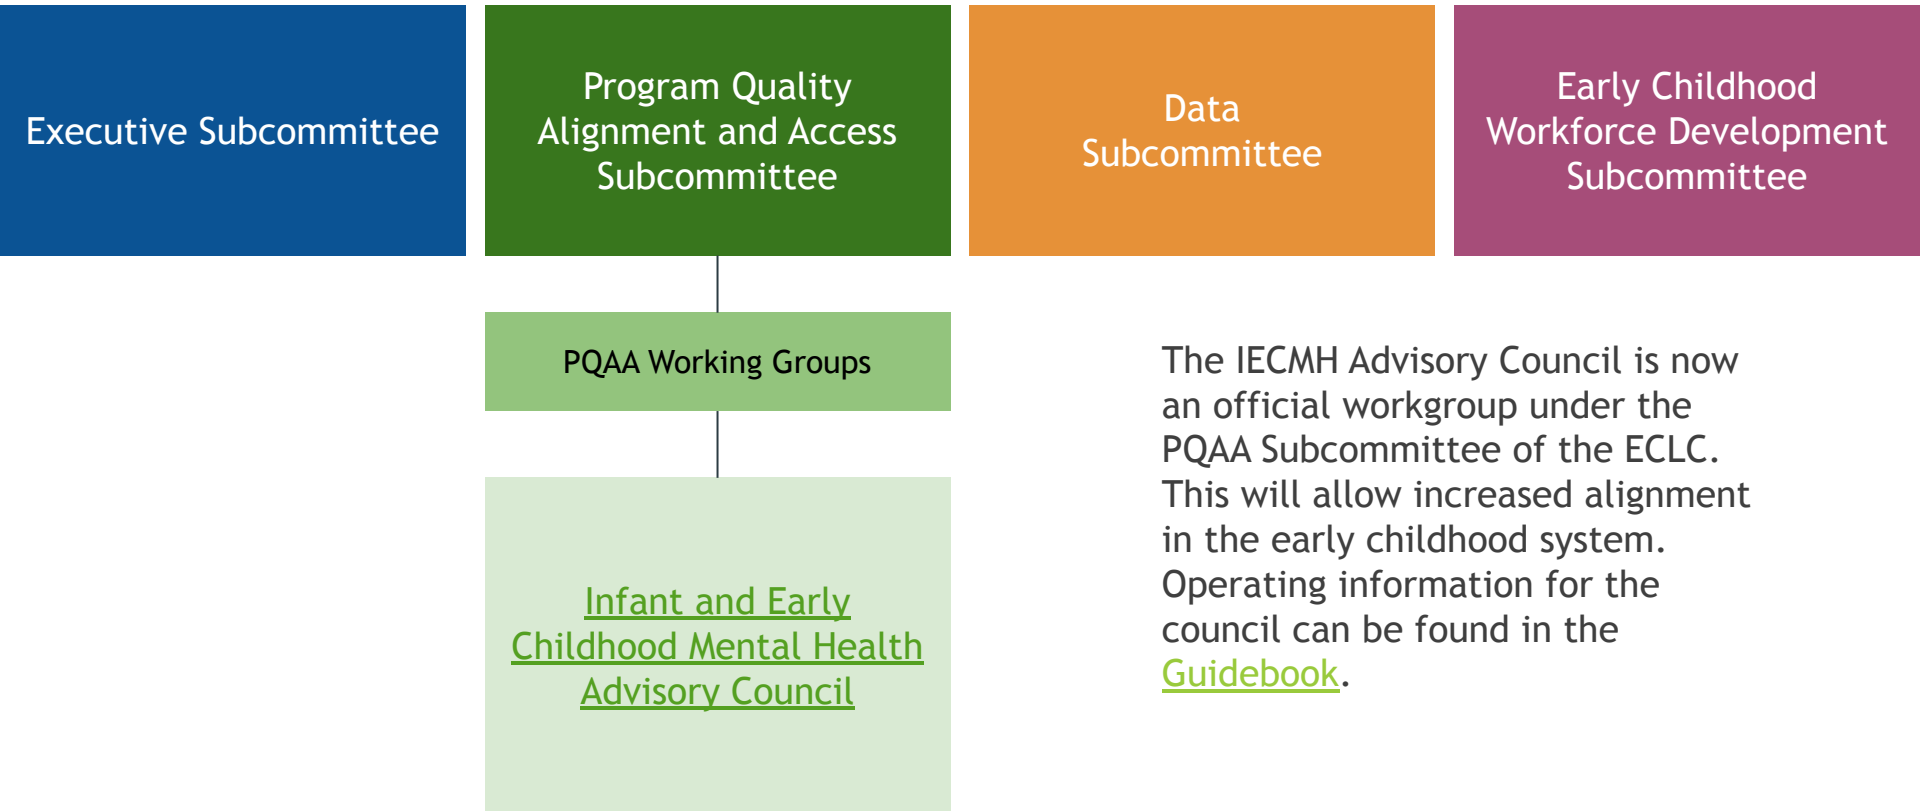 Executive Subcommittee
Program Quality
Alignment and Access
Subcommittee
Data
Subcommittee
Early Childhood
Workforce Development
Subcommittee
PQAA Working Groups
Infant and Early
Childhood Mental Health
Advisory Council
The IECMH Advisory Council is now
an official workgroup under the
PQAA Subcommittee of the ECLC.
This will allow increased alignment
in the early childhood system.
Operating information for the
council can be found in the
Guidebook.